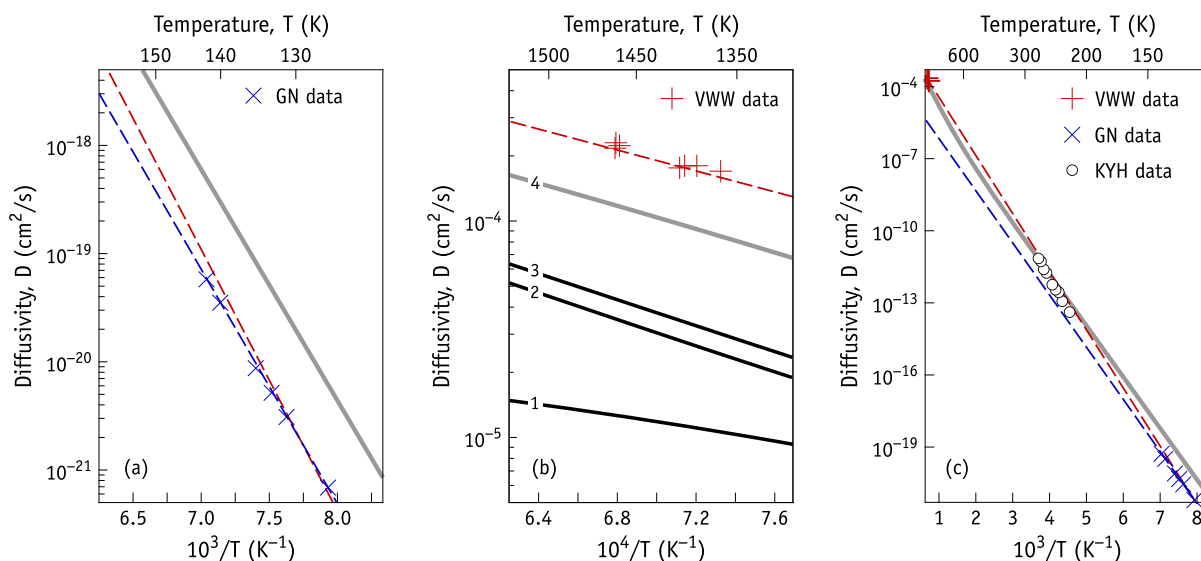 Temperature, T (K)
150 140 130
GN data
Diffusivity, D (cm²/s)
10⁻¹⁸
10⁻¹⁹
10⁻²⁰
10⁻²¹
(a)
6.5 7.0 7.5 8.0
10³/T (K⁻¹)
Temperature, T (K)
1500 1450 1400 1350
VWW data
Diffusivity, D (cm²/s)
10⁻⁴
10⁻⁵
4
3
2
1
(b)
6.4 6.8 7.2 7.6
10⁴/T (K⁻¹)
Temperature, T (K)
600 300 200 150
VWW data
GN data
KYH data
Diffusivity, D (cm²/s)
10⁻⁴
10⁻⁷
10⁻¹⁰
10⁻¹³
10⁻¹⁶
10⁻¹⁹
(c)
1 2 3 4 5 6 7 8
10³/T (K⁻¹)